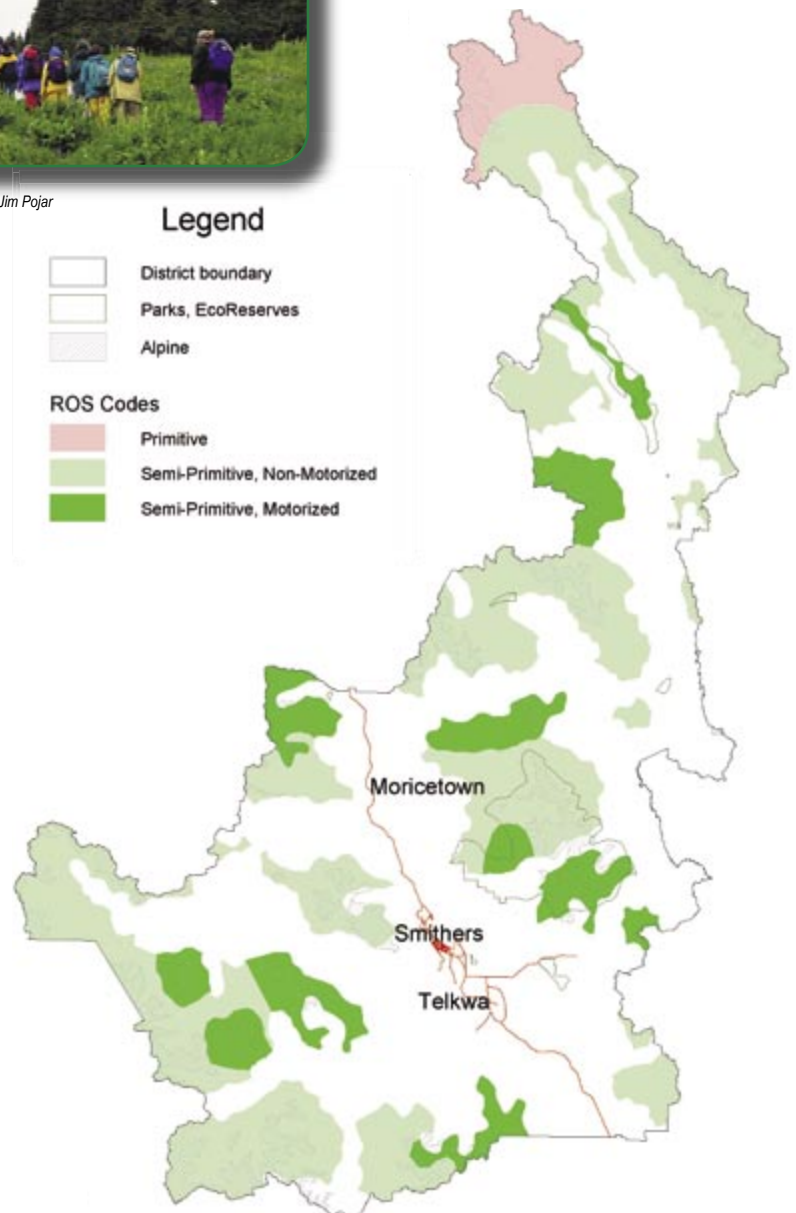 Jim Pojar
Legend
District boundary
Parks, EcoReserves
Alpine
ROS Codes
Primitive
Semi-Primitive, Non-Motorized
Semi-Primitive, Motorized
Moricetown
Smithers
Telkwa